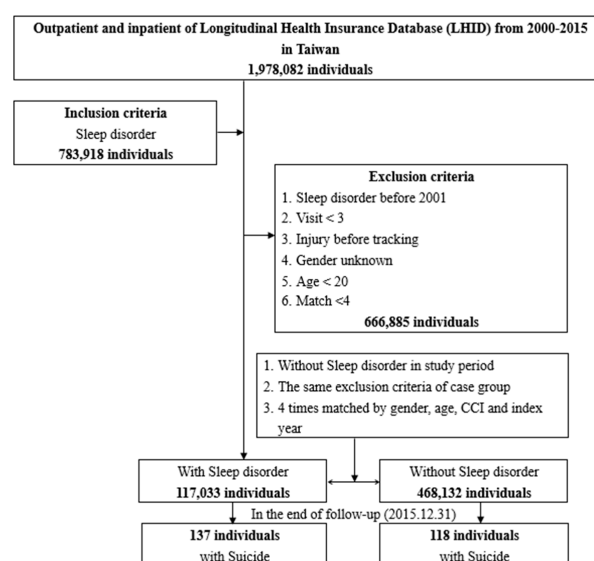 Outpatient and inpatient of Longitudinal Health Insurance Database (LHID) from 2000-2015
in Taiwan
1,978,082 individuals
Inclusion criteria
Sleep disorder
783,918 individuals
Exclusion criteria
1. Sleep disorder before 2001
2. Visit < 3
3. Injury before tracking
4. Gender unknown
5. Age < 20
6. Match <4
666,885 individuals
1. Without Sleep disorder in study period
2. The same exclusion criteria of case group
3. 4 times matched by gender, age, CCI and index
year
With Sleep disorder
117,033 individuals
Without Sleep disorder
468,132 individuals
In the end of follow-up (2015.12.31)
137 individuals
with Suicide
118 individuals
with Suicide